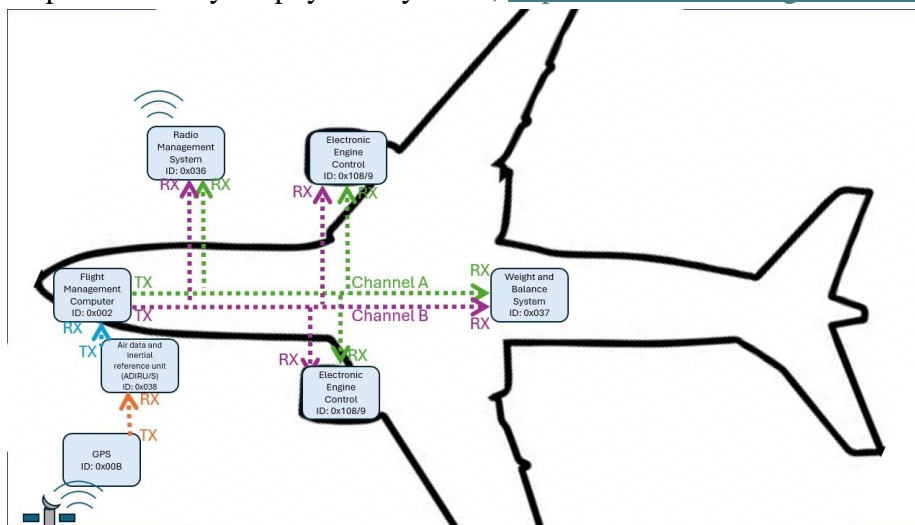 Radio
Management
System
ID: 0x036
RX
RX
Electronic
Engine
Control
ID: 0x108/9
RX
RX
Flight
Management
Computer
ID: 0x002
TX
TX
Channel A
Channel B
RX
RX
Weight and
Balance
System
ID: 0x037
RX
TX
Air data and
inertial
reference unit
(ADIRU/S)
ID: 0x038
RX
RX
Electronic
Engine
Control
ID: 0x108/9
RX
TX
GPS
ID: 0x00B